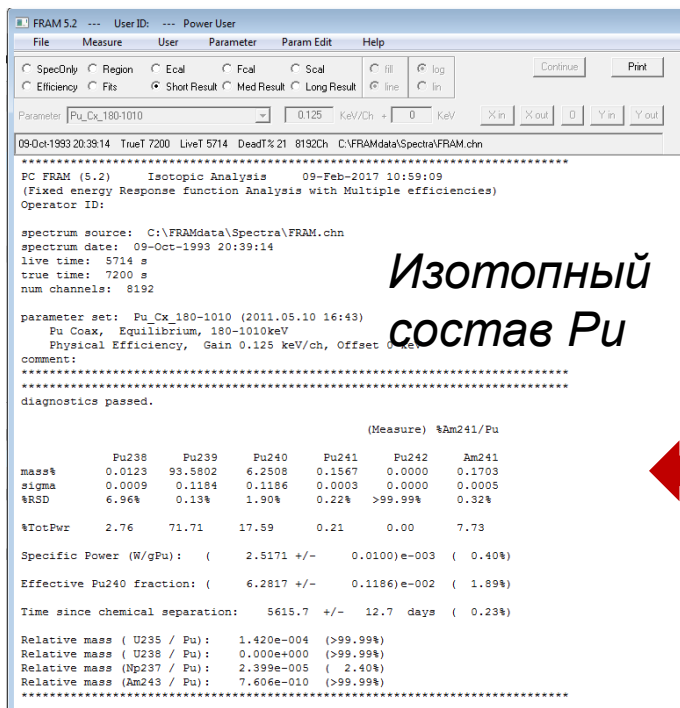 FRAM 5.2 --- User ID: --- Power User
File Measure User Parameter Param Edit Help
SpecOnly Region Ecal Fcal Scal fill log Continue Print
Efficiency Fits Short Result Med Result Long Result line lin
Parameter Pu_Cx_180-1010 0.125 KeV/Ch + 0 KeV X in X out 0 Y in Y out
09-Oct-1993 20:39:14 TrueT 7200 LiveT 5714 DeadT% 21 8192Ch C:\FRAMdata\Spectra\FRAM.chn
*********************************************************************
PC FRAM (5.2) Isotopic Analysis 09-Feb-2017 10:59:09
(Fixed energy Response function Analysis with Multiple efficiencies)
Operator ID:
spectrum source: C:\FRAMdata\Spectra\FRAM.chn
spectrum date: 09-Oct-1993 20:39:14
live time: 5714 s
true time: 7200 s
num channels: 8192
Изотопный
состав Pu
parameter set: Pu_Cx_180-1010 (2011.05.10 16:43)
Pu Coax, Equilibrium, 180-1010keV
Physical Efficiency, Gain 0.125 keV/ch, Offset 0 keV
comment:
*********************************************************************
*********************************************************************
diagnostics passed.
(Measure) %Am241/Pu
Pu238 Pu239 Pu240 Pu241 Pu242 Am241
mass% 0.0123 93.5802 6.2508 0.1567 0.0000 0.1703
sigma 0.0009 0.1184 0.1186 0.0003 0.0000 0.0005
%RSD 6.96% 0.13% 1.90% 0.22% >99.99% 0.32%
%TotPwr 2.76 71.71 17.59 0.21 0.00 7.73
Specific Power (W/gPu): ( 2.5171 +/- 0.0100)e-003 ( 0.40%)
Effective Pu240 fraction: ( 6.2817 +/- 0.1186)e-002 ( 1.89%)
Time since chemical separation: 5615.7 +/- 12.7 days ( 0.23%)
Relative mass ( U235 / Pu): 1.420e-004 (>99.99%)
Relative mass ( U238 / Pu): 0.000e+000 (>99.99%)
Relative mass (Np237 / Pu): 2.399e-005 ( 2.40%)
Relative mass (Am243 / Pu): 7.606e-010 (>99.99%)
*********************************************************************